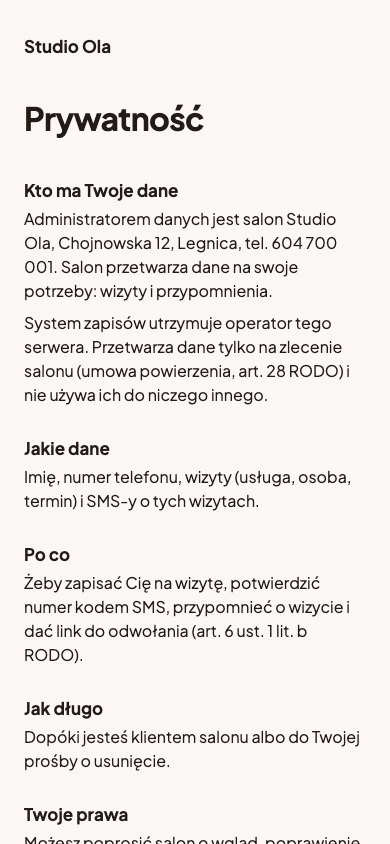 Studio Ola
Prywatność
Kto ma Twoje dane
Administratorem danych jest salon Studio
Ola, Chojnowska 12, Legnica, tel. 604 700
001. Salon przetwarza dane na swoje
potrzeby: wizyty i przypomnienia.
System zapisów utrzymuje operator tego
serwera. Przetwarza dane tylko na zlecenie
salonu (umowa powierzenia, art. 28 RODO) i
nie używa ich do niczego innego.
Jakie dane
Imię, numer telefonu, wizyty (usługa, osoba,
termin) i SMS-y o tych wizytach.
Po co
Żeby zapisać Cię na wizytę, potwierdzić
numer kodem SMS, przypomnieć o wizycie i
dać link do odwołania (art. 6 ust. 1 lit. b
RODO).
Jak długo
Dopóki jesteś klientem salonu albo do Twojej
prośby o usunięcie.
Twoje prawa
Możesz poprosić salon o wgląd, poprawienie